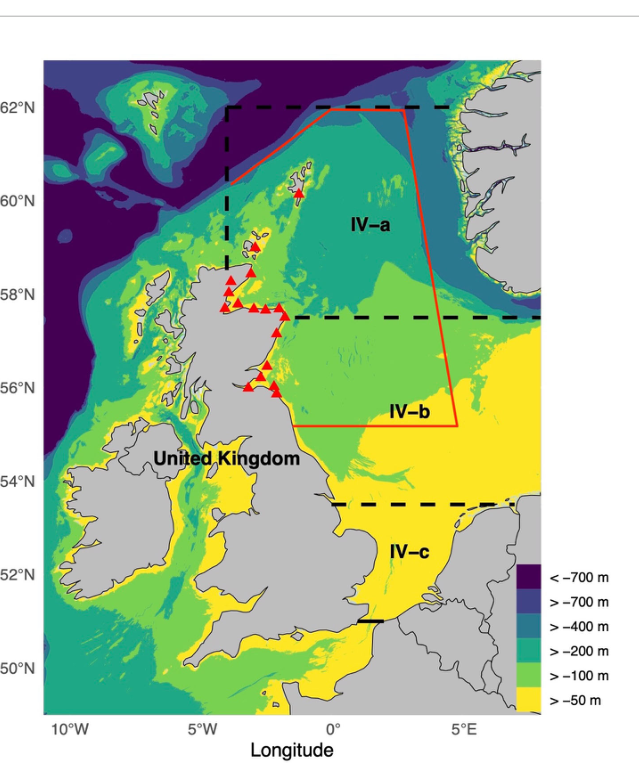 62°N
60°N
IV−a
58°N
56°N
IV−b
United Kingdom
54°N
IV−c
52°N
50°N
< −700 m
> −700 m
> −400 m
> −200 m
> −100 m
> −50 m
10°W 5°W 0° 5°E
Longitude